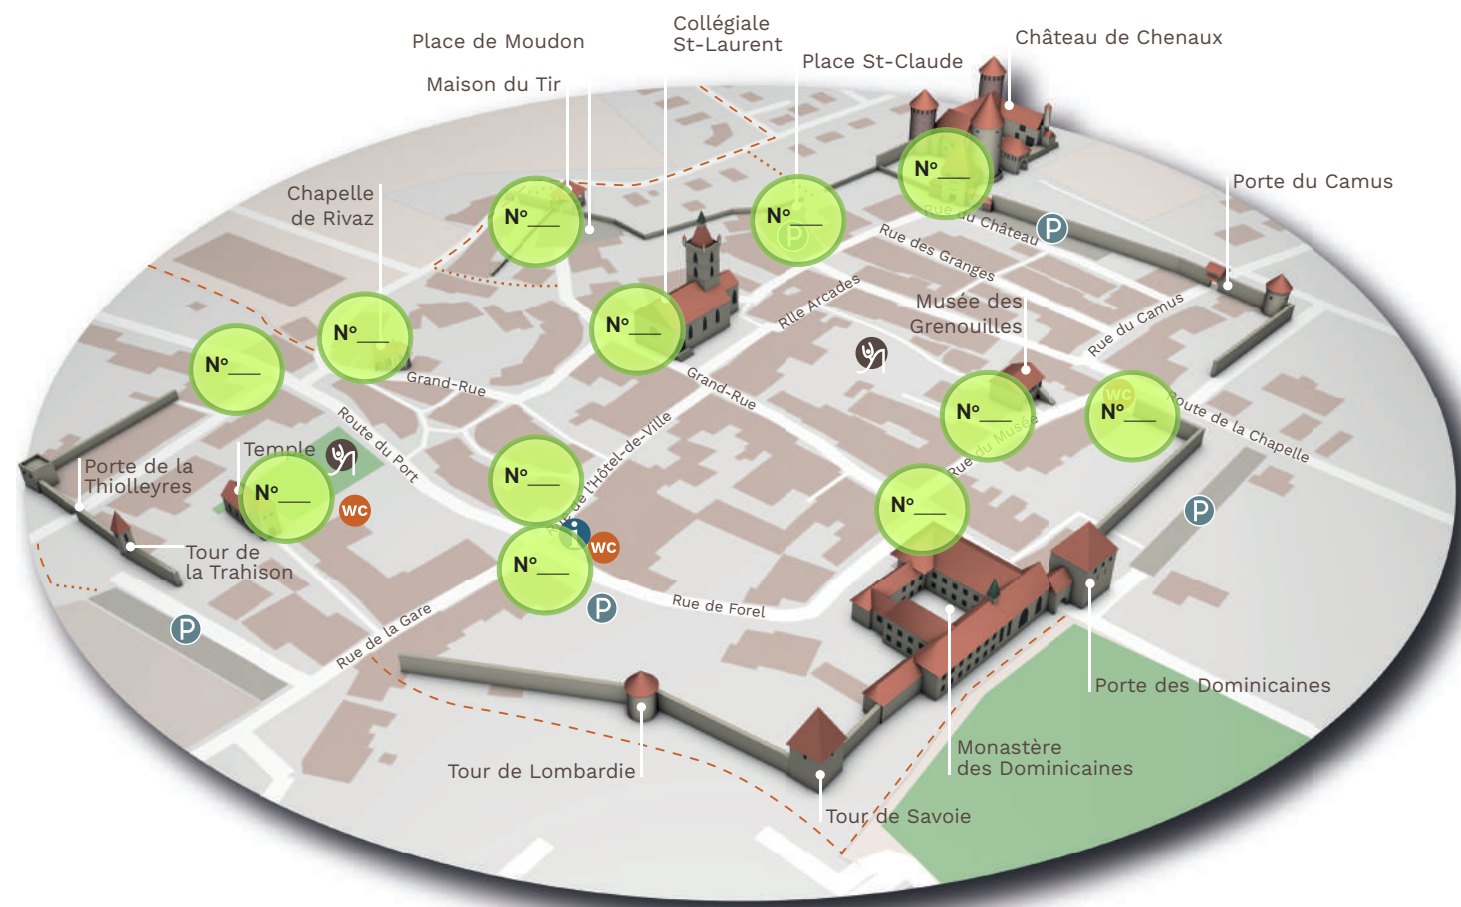 Collégiale
St-Laurent
Château de Chenaux
Place de Moudon
Place St-Claude
Maison du Tir
Chapelle
de Rivaz
Porte du Camus
N°___
N°___
N°___
P
P
Rue du Château
Rue des Granges
Rlle Arcades
Musée des
Grenouilles
Rue du Camus
N°___
N°___
N°___
Grand-Rue
Grand-Rue
WC
N°___
N°___
Route de la Chapelle
Rue du Musée
Route du Port
Rue de l'Hôtel-de-Ville
Temple
Porte de la
Thiolleyres
N°___
N°___
N°___
WC
P
i
WC
N°___
Tour de
la Trahison
P
P
Rue de Forel
Rue de la Gare
Porte des Dominicaines
Monastère
des Dominicaines
Tour de Lombardie
Tour de Savoie